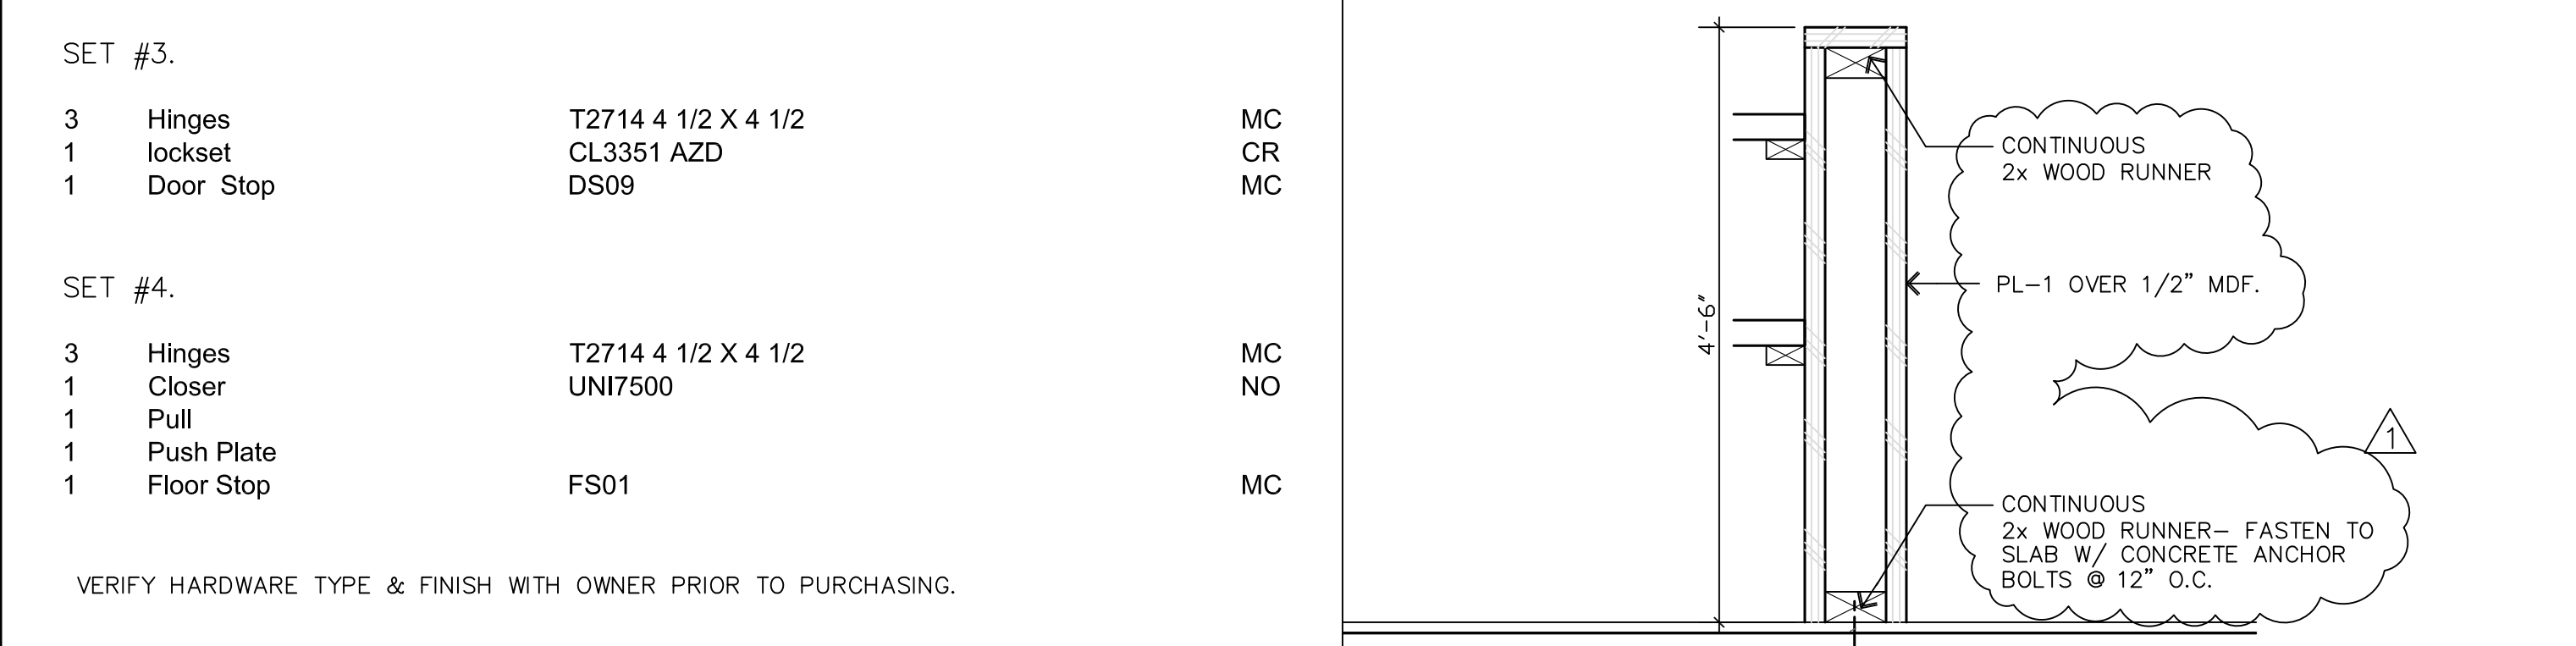 SET #3.
3 Hinges T2714 4 1/2 X 4 1/2 MC
1 lockset CL3351 AZD CR
1 Door Stop DS09 MC
SET #4.
3 Hinges T2714 4 1/2 X 4 1/2 MC
1 Closer UNI7500 NO
1 Pull
1 Push Plate
1 Floor Stop FS01 MC
VERIFY HARDWARE TYPE & FINISH WITH OWNER PRIOR TO PURCHASING.
4'-6"
CONTINUOUS
2x WOOD RUNNER
PL-1 OVER 1/2" MDF.
1
CONTINUOUS
2x WOOD RUNNER- FASTEN TO
SLAB W/ CONCRETE ANCHOR
BOLTS @ 12" O.C.